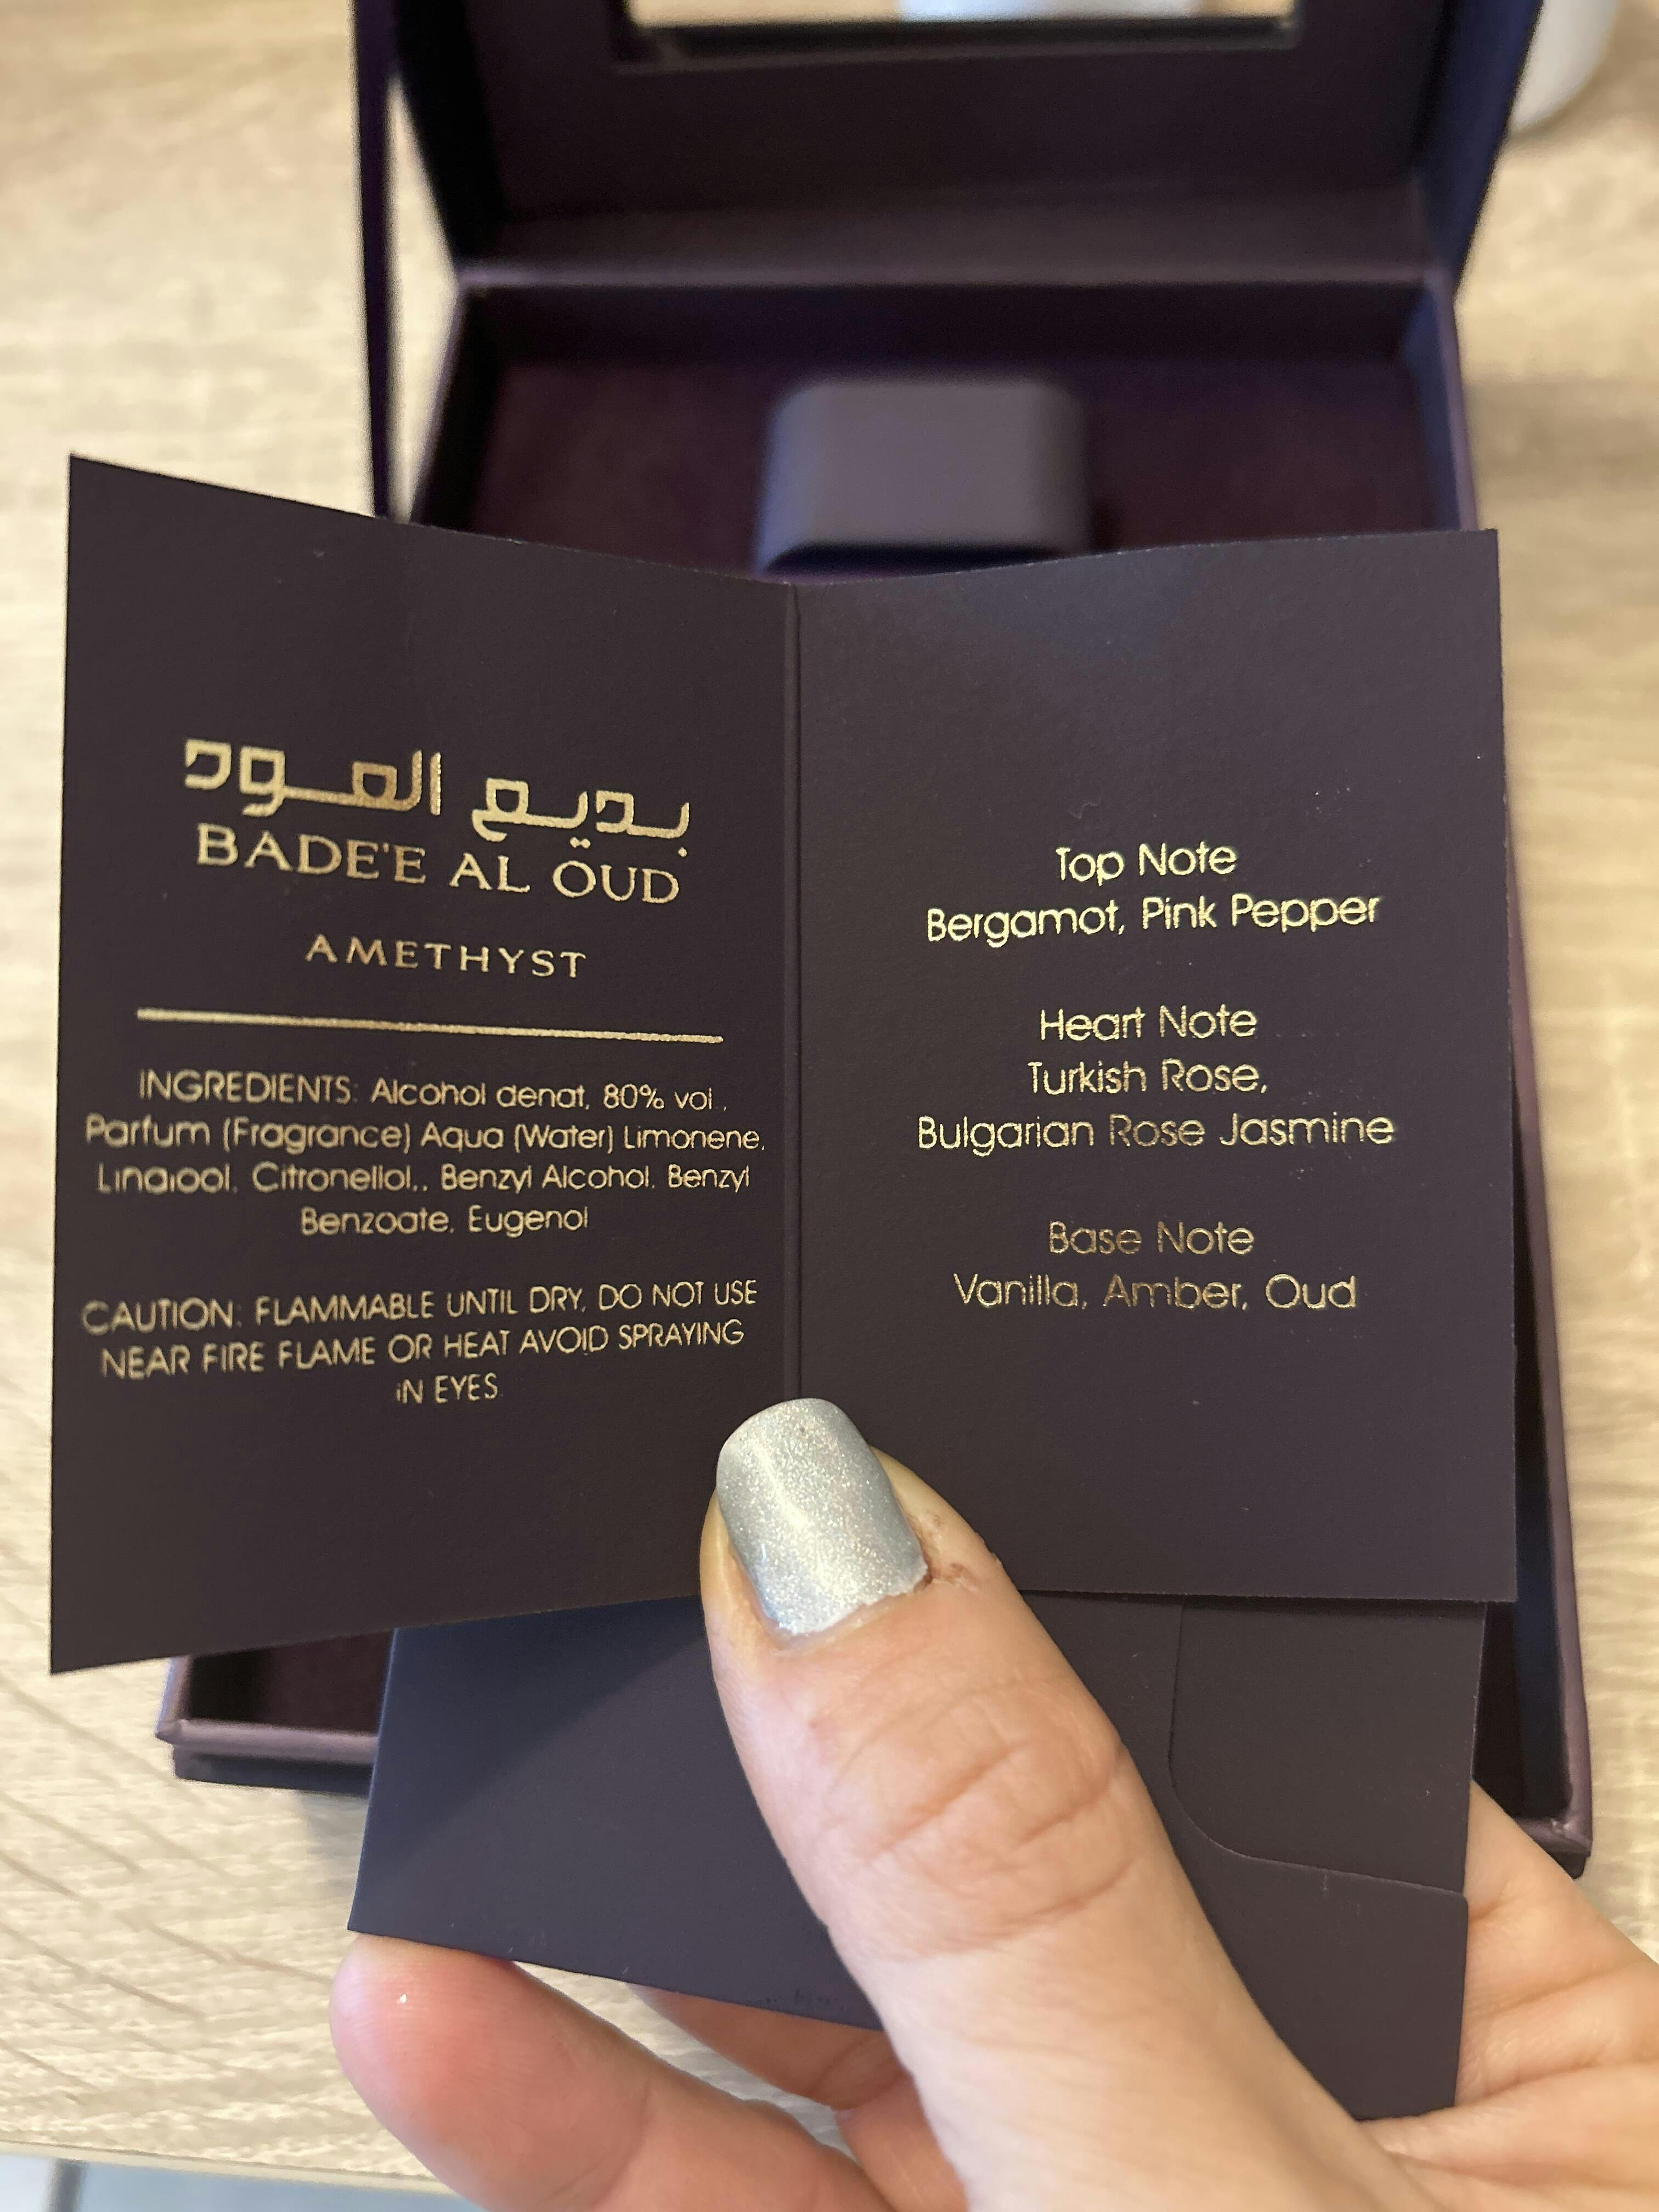 بديع العود
BADE'E AL OUD
AMETHYST
INGREDIENTS: Alcohol denat, 80% vol.,
Parfum (Fragrance) Aqua (Water) Limonene,
Linalool, Citronellol,, Benzyl Alcohol, Benzyl
Benzoate, Eugenol
CAUTION: FLAMMABLE UNTIL DRY, DO NOT USE
NEAR FIRE FLAME OR HEAT AVOID SPRAYING
IN EYES
Top Note
Bergamot, Pink Pepper
Heart Note
Turkish Rose,
Bulgarian Rose Jasmine
Base Note
Vanilla, Amber, Oud